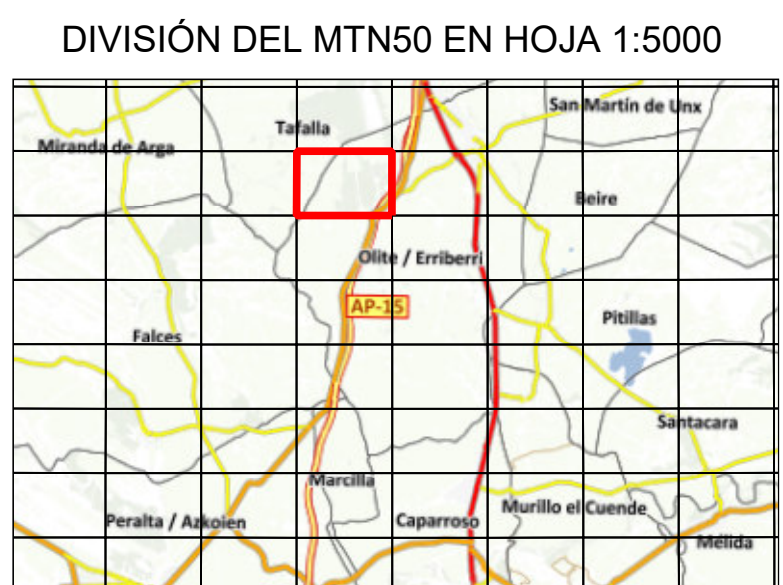 DIVISIÓN DEL MTN50 EN HOJA 1:5000
San Martín de Unx
Tafalla
Miranda de Arga
Beire
Olite / Erriberri
AP-15
Pitillas
Falces
Santacara
Marcilla
Murillo el Cuende
Peralta / Azkoien
Caparroso
Mélida